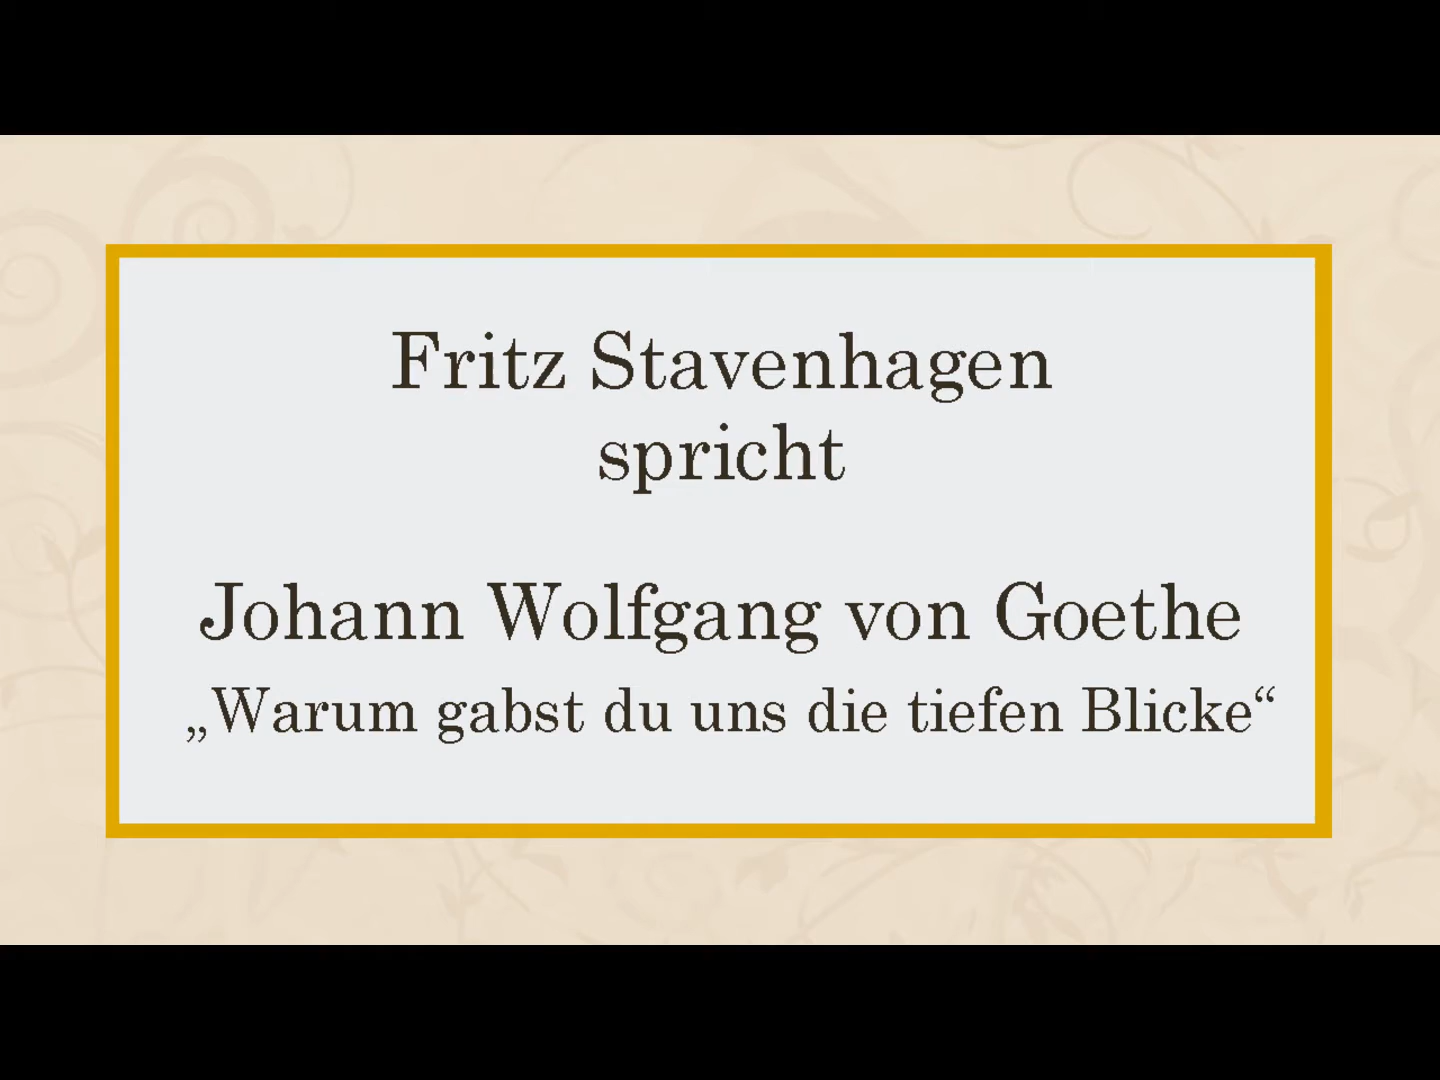 Fritz Stavenhagen
spricht
Johann Wolfgang von Goethe
„Warum gabst du uns die tiefen Blicke“